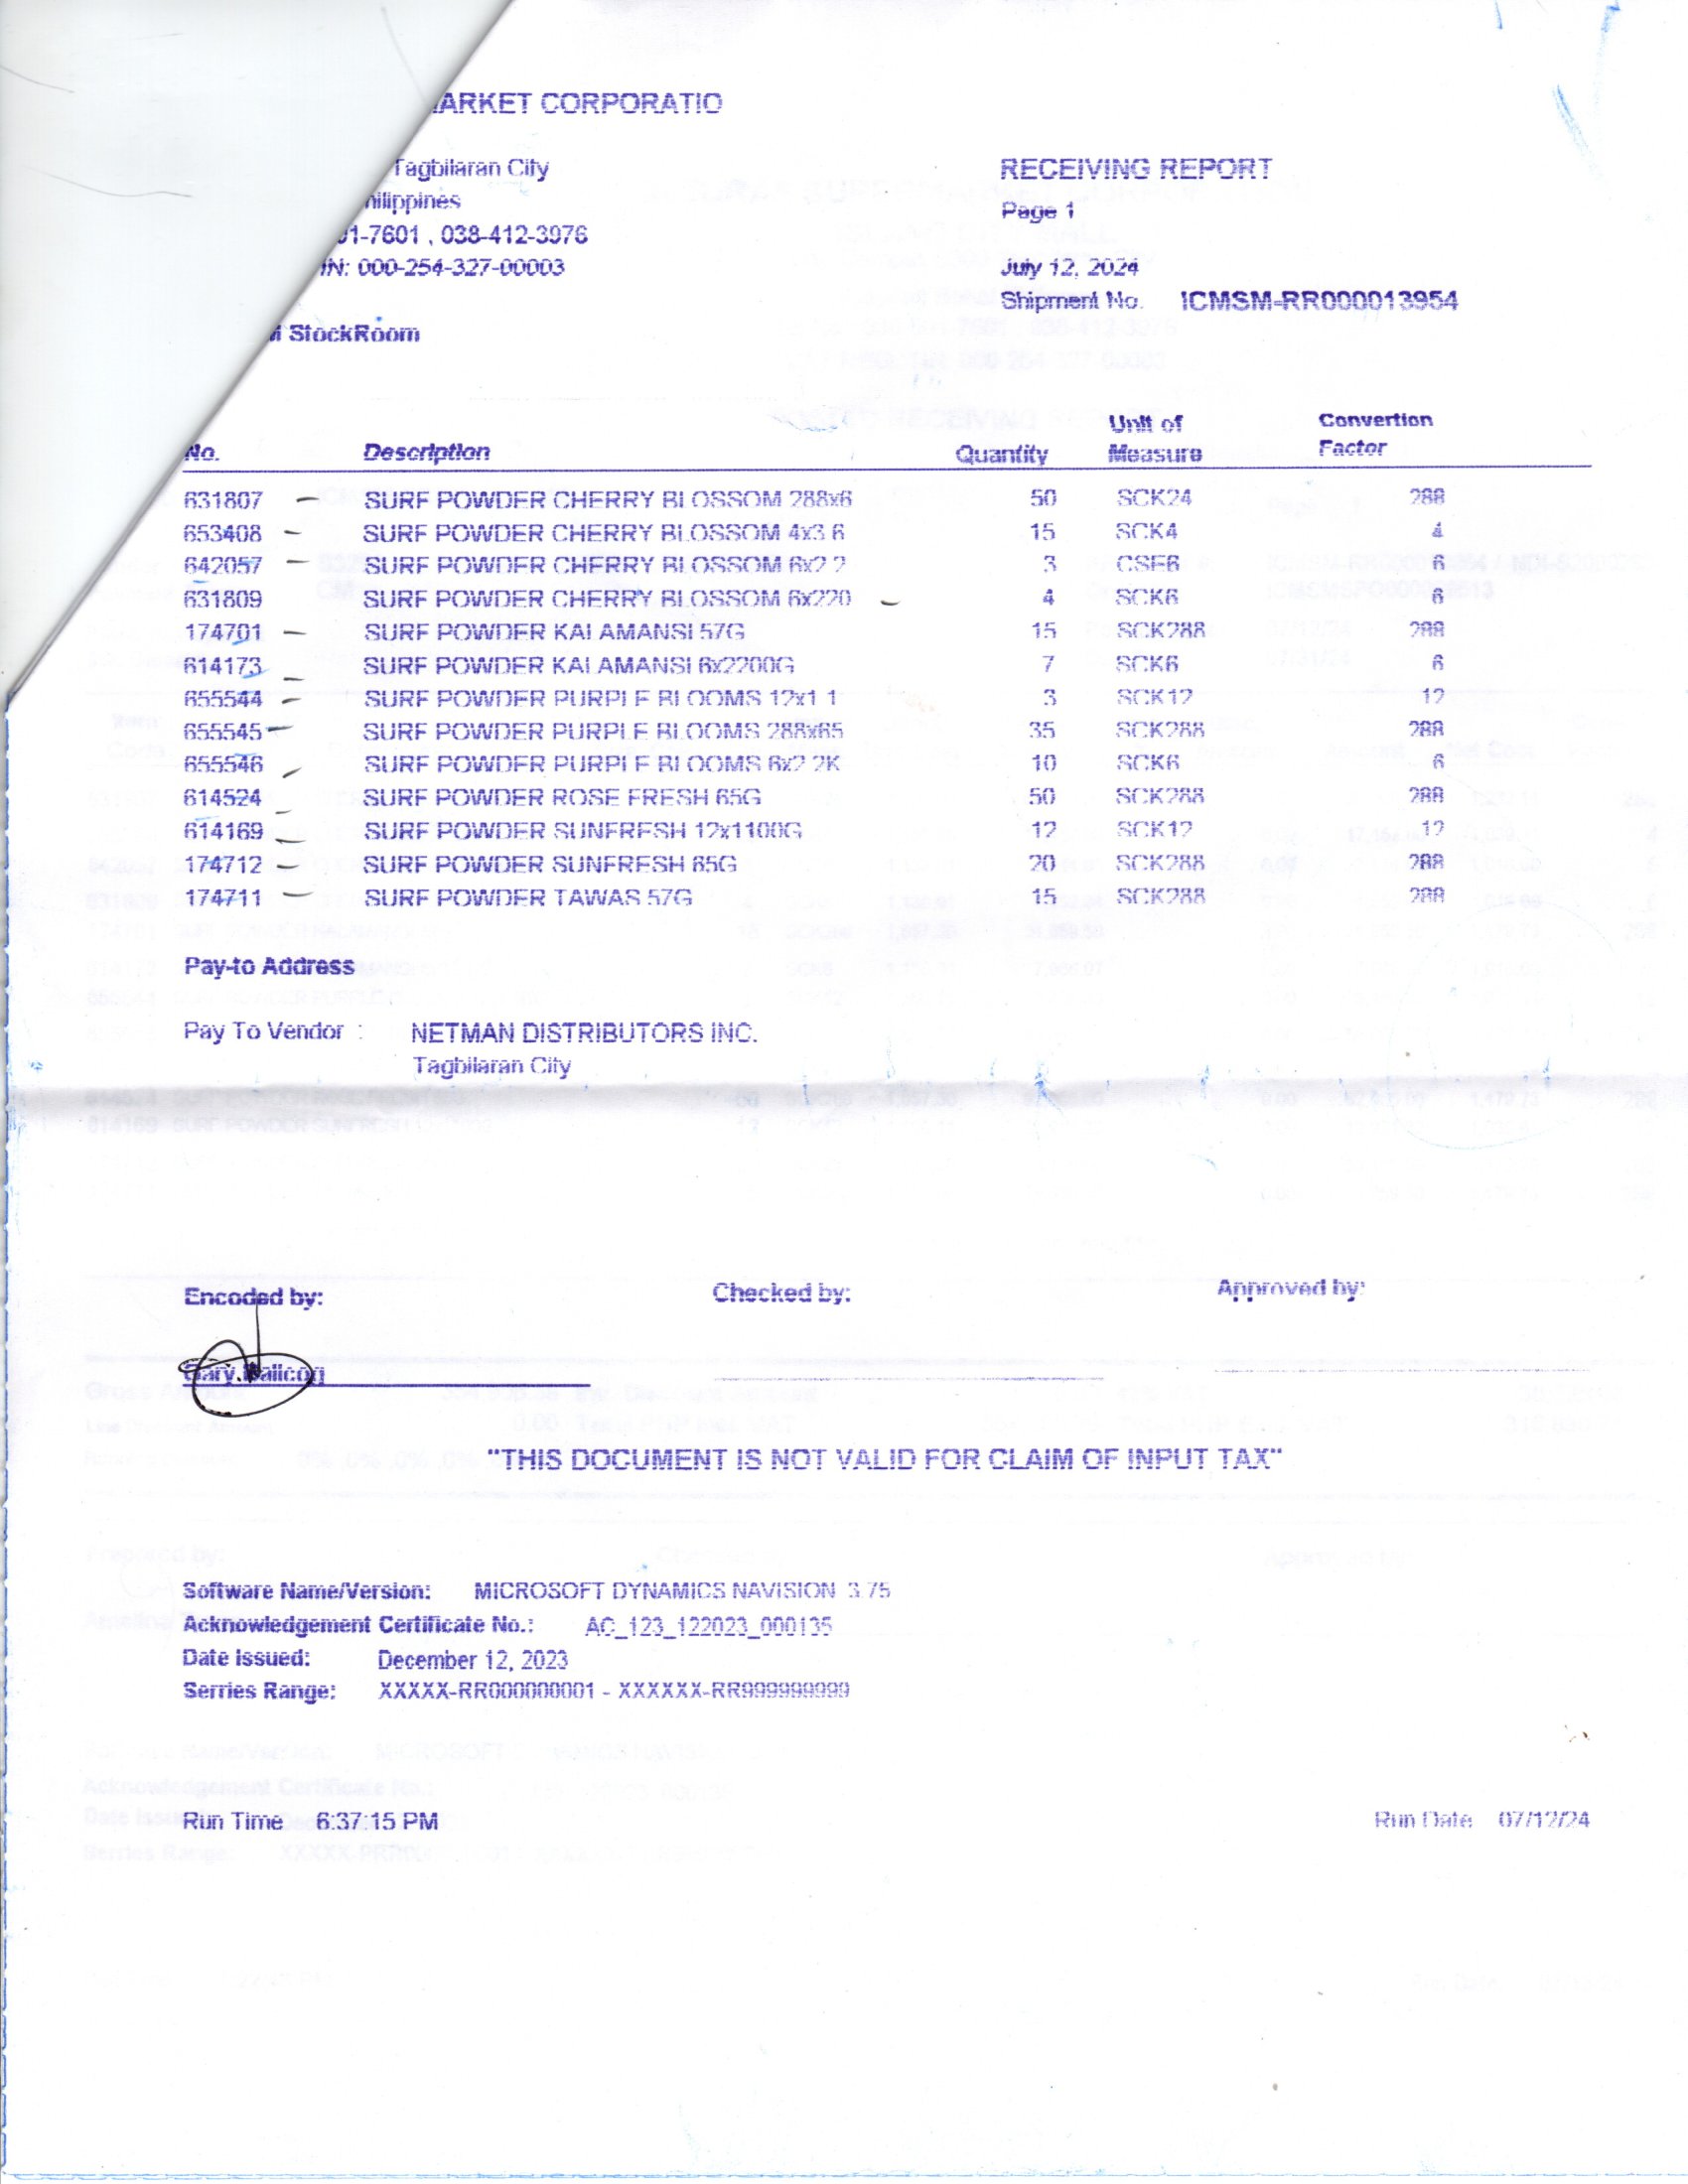 ARKET CORPORATIO
Tagbilaran City
hilippines
01-7601 , 038-412-3976
IN: 000-254-327-00003
StockRoom
RECEIVING REPORT
Page 1
July 12, 2024
Shipment No. ICMSM-RR000013954
No. Description Quantity Unit of Measure Convertion Factor
631807 SURF POWDER CHERRY BLOSSOM 288x6 50 SCK24 288
653408 SURF POWDER CHERRY BLOSSOM 4x3.6 15 SCK4 4
642057 SURF POWDER CHERRY BLOSSOM 6x2.2 3 CSE6 6
631809 SURF POWDER CHERRY BLOSSOM 6x220 4 SCK6 6
174701 SURF POWDER KALAMANSI 57G 15 SCK288 288
614173 SURF POWDER KALAMANSI 6x2200G 7 SCK6 6
655544 SURF POWDER PURPLE BLOOMS 12x1.1 3 SCK12 12
655545 SURF POWDER PURPLE BLOOMS 288x65 35 SCK288 288
655546 SURF POWDER PURPLE BLOOMS 6x2.2K 10 SCK6 6
614524 SURF POWDER ROSE FRESH 65G 50 SCK288 288
614169 SURF POWDER SUNFRESH 12x1100G 12 SCK12 12
174712 SURF POWDER SUNFRESH 65G 20 SCK288 288
174711 SURF POWDER TAWAS 57G 15 SCK288 288
Pay-to Address
Pay To Vendor : NETMAN DISTRIBUTORS INC.
Tagbilaran City
Encoded by: Checked by: Approved by:
Gary
"THIS DOCUMENT IS NOT VALID FOR CLAIM OF INPUT TAX"
Software Name/Version: MICROSOFT DYNAMICS NAVISION 3.75
Acknowledgement Certificate No.: AC_123_122023_000135
Date Issued: December 12, 2023
Serries Range: XXXXX-RR000000001 - XXXXXX-RR999999999
Run Time 6:37:15 PM Run Date 07/12/24